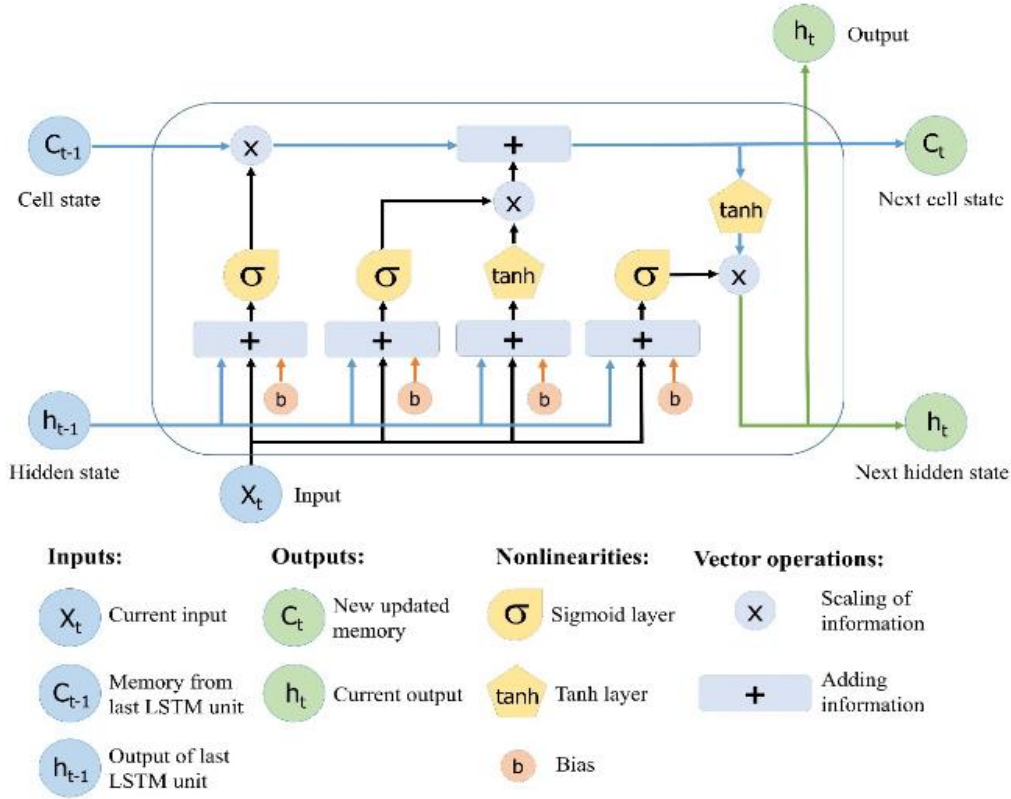 hₜ Output
Cₜ₋₁ x + Cₜ
Cell state Next cell state
x tanh
σ σ tanh σ x
+ + + +
b b b b
hₜ₋₁ hₜ
Hidden state Next hidden state
Xₜ Input
Inputs: Outputs: Nonlinearities: Vector operations:
Xₜ Current input
Cₜ₋₁ Memory from
last LSTM unit
hₜ₋₁ Output of last
LSTM unit
Cₜ New updated
memory
hₜ Current output
σ Sigmoid layer
tanh Tanh layer
b Bias
x Scaling of
information
+ Adding
information